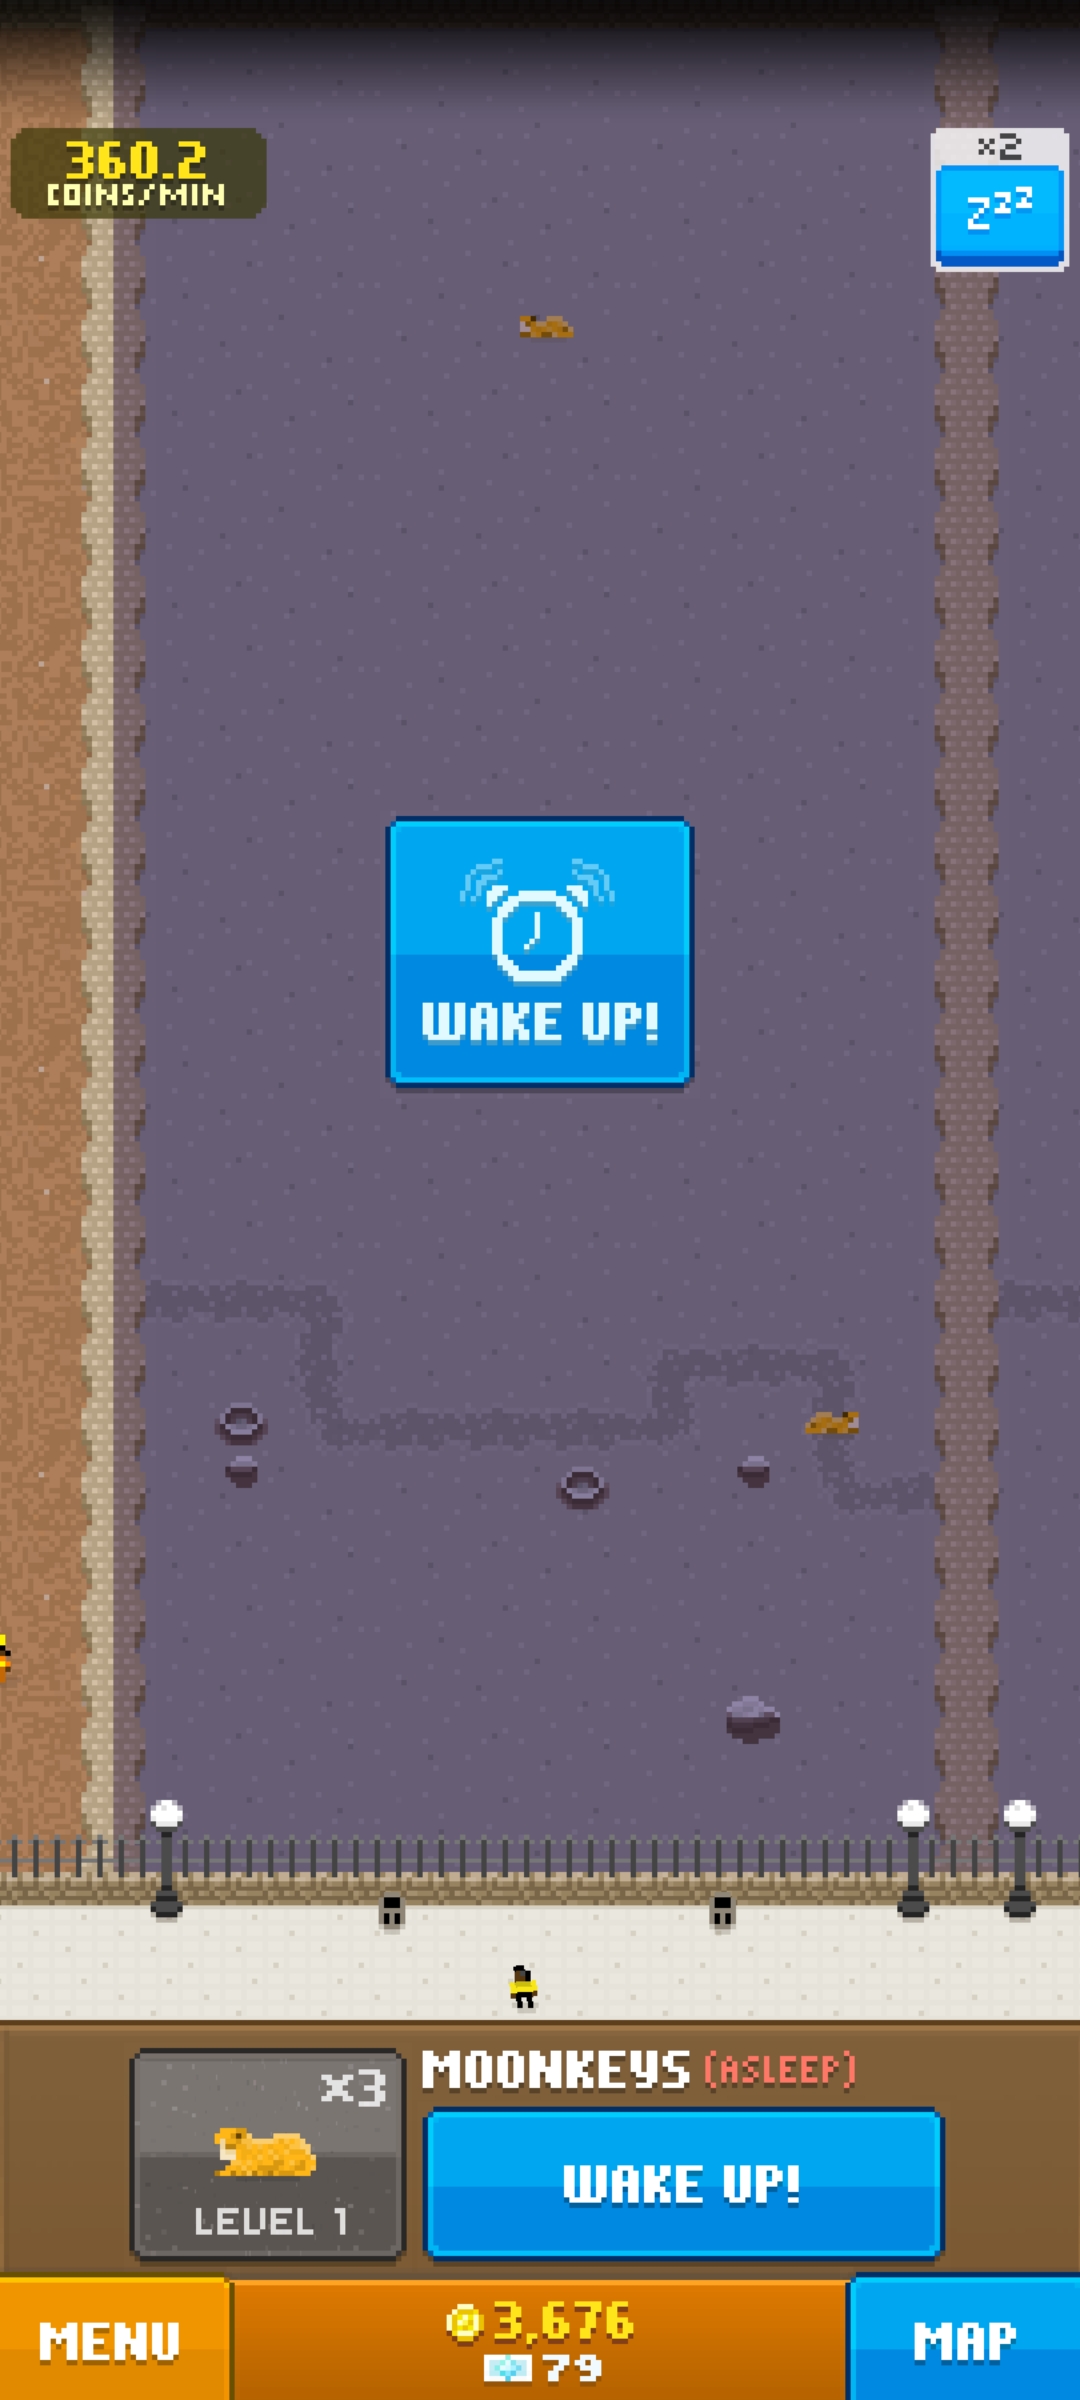 360.2
COINS/MIN
x2
zzz
WAKE UP!
x3
LEVEL 1
MOONKEYS (ASLEEP)
WAKE UP!
MENU
3,676
79
MAP